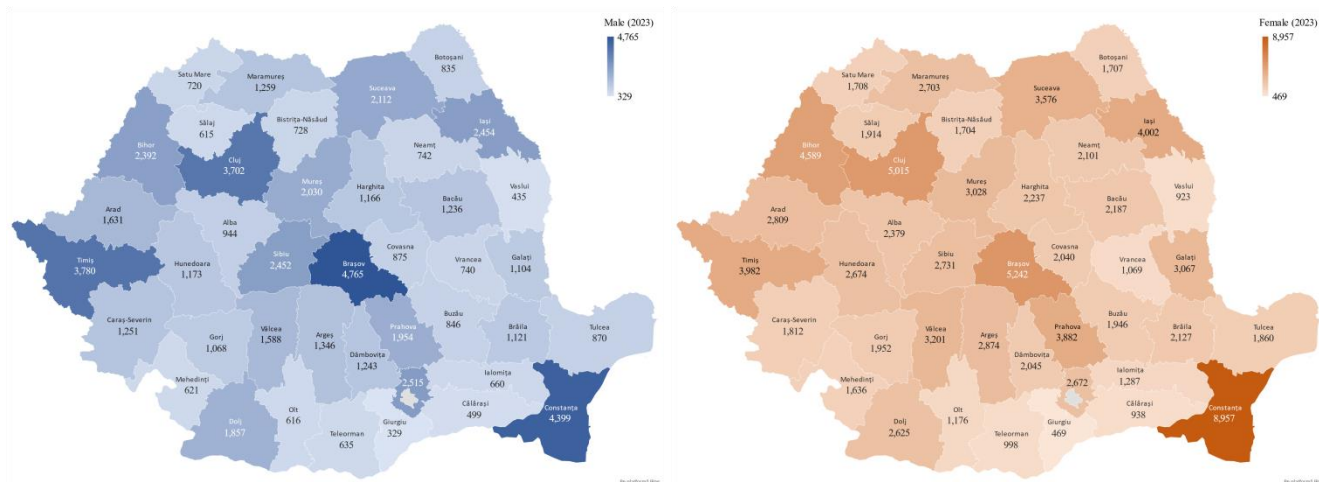 Male (2023)
4,765
329
Botoșani
835
Satu Mare
720
Maramureș
1,259
Suceava
2,112
Iași
2,454
Sălaj
615
Bistrița-Năsăud
728
Bihor
2,392
Cluj
3,702
Neamț
742
Mureș
2,030
Harghita
1,166
Vaslui
435
Bacău
1,236
Arad
1,631
Alba
944
Timiș
3,780
Hunedoara
1,173
Sibiu
2,452
Brașov
4,765
Covasna
875
Vrancea
740
Galați
1,104
Caraș-Severin
1,251
Gorj
1,068
Vâlcea
1,588
Argeș
1,346
Prahova
1,954
Buzău
846
Brăila
1,121
Tulcea
870
Dâmbovița
1,243
Mehedinți
621
2,515
Ialomița
660
Dolj
1,857
Olt
616
Teleorman
635
Giurgiu
329
Călărași
499
Constanța
4,399
Female (2023)
8,957
469
Botoșani
1,707
Satu Mare
1,708
Maramureș
2,703
Suceava
3,576
Iași
4,002
Sălaj
1,914
Bistrița-Năsăud
1,704
Bihor
4,589
Cluj
5,015
Neamț
2,101
Mureș
3,028
Harghita
2,237
Vaslui
923
Bacău
2,187
Arad
2,809
Alba
2,379
Timiș
3,982
Hunedoara
2,674
Sibiu
2,731
Brașov
5,242
Covasna
2,040
Vrancea
1,069
Galați
3,067
Caraș-Severin
1,812
Gorj
1,952
Vâlcea
3,201
Argeș
2,874
Prahova
3,882
Buzău
1,946
Brăila
2,127
Tulcea
1,860
Dâmbovița
2,045
Mehedinți
1,636
2,672
Ialomița
1,287
Dolj
2,625
Olt
1,176
Teleorman
998
Giurgiu
469
Călărași
938
Constanța
8,957